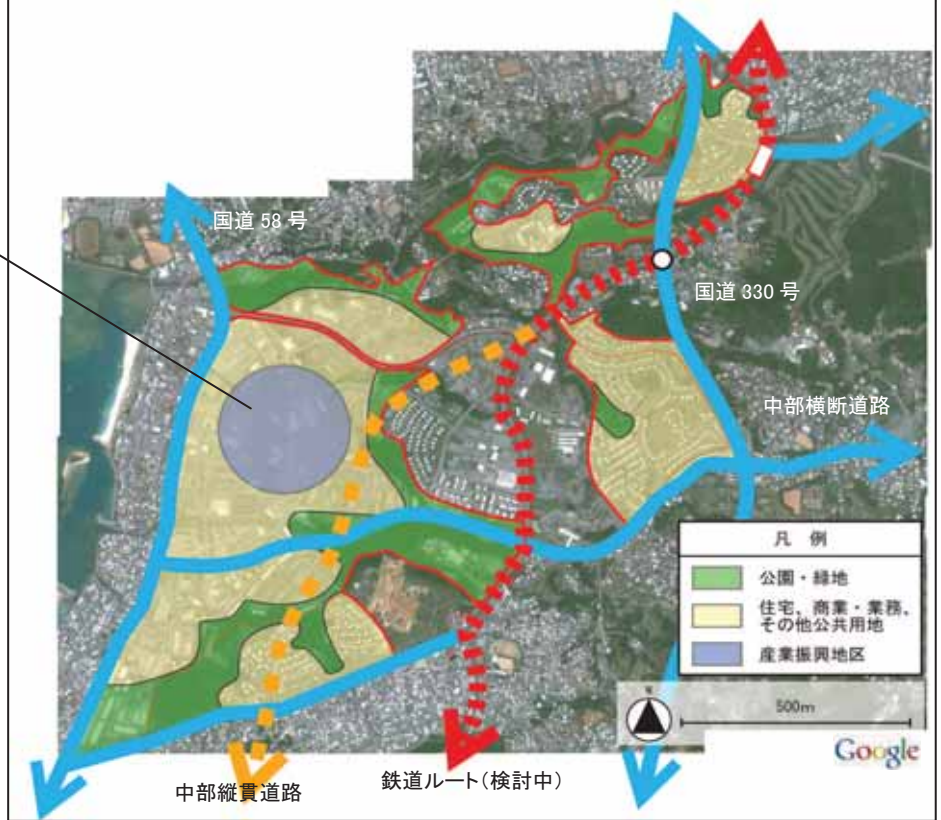 国道 58 号
国道 330 号
中部横断道路
凡 例
公園・緑地
住宅、商業・業務、
その他公共用地
産業振興地区
N
500m
Google
中部縦貫道路
鉄道ルート(検討中)